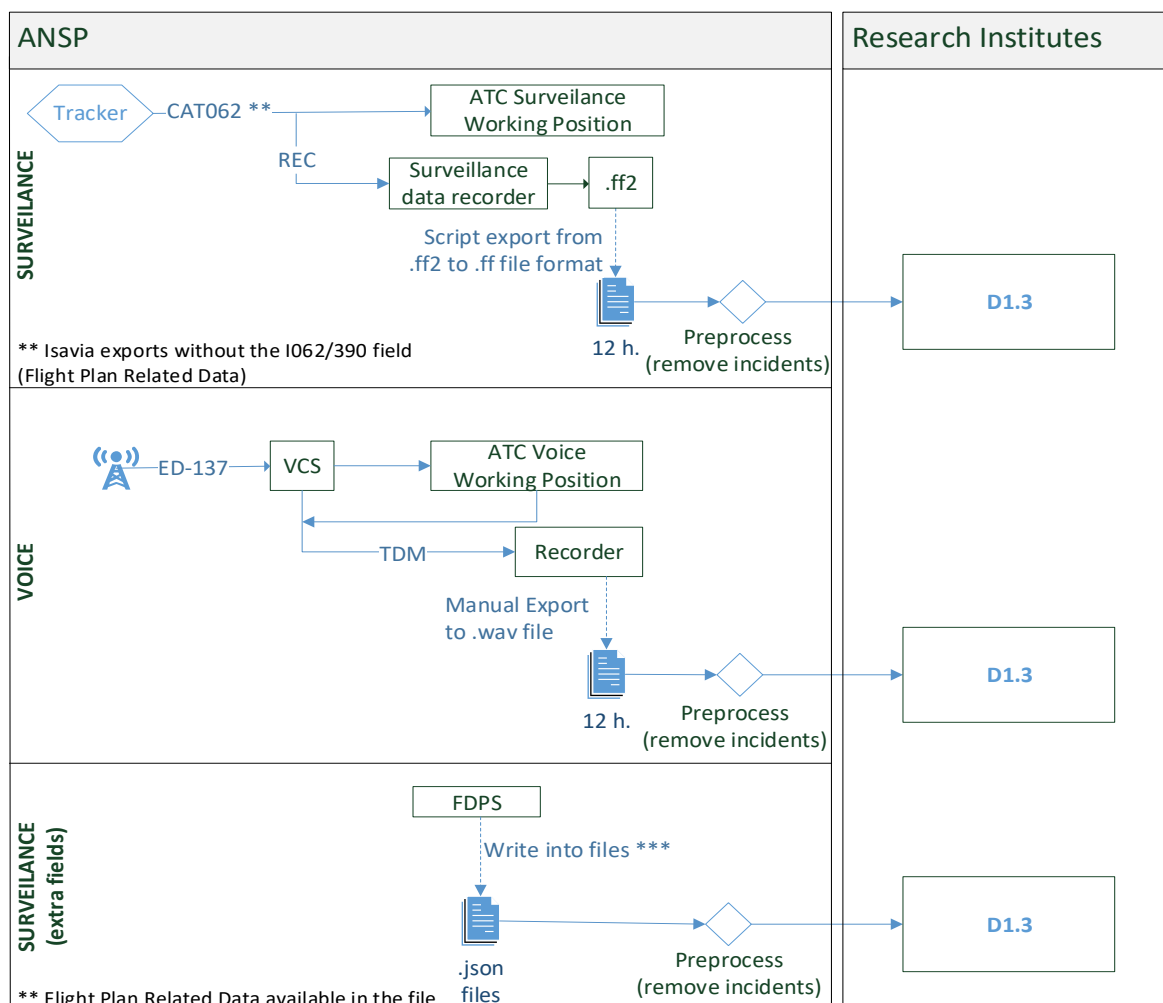 ANSP
Research Institutes
SURVEILANCE
Tracker
CAT062 **
ATC Surveilance
Working Position
REC
Surveillance
data recorder
.ff2
Script export from
.ff2 to .ff file format
12 h.
Preprocess
(remove incidents)
D1.3
** Isavia exports without the I062/390 field
(Flight Plan Related Data)
VOICE
ED-137
VCS
ATC Voice
Working Position
TDM
Recorder
Manual Export
to .wav file
12 h.
Preprocess
(remove incidents)
D1.3
SURVEILANCE
(extra fields)
FDPS
Write into files ***
.json
files
Preprocess
(remove incidents)
D1.3
** Flight Plan Related Data available in the file